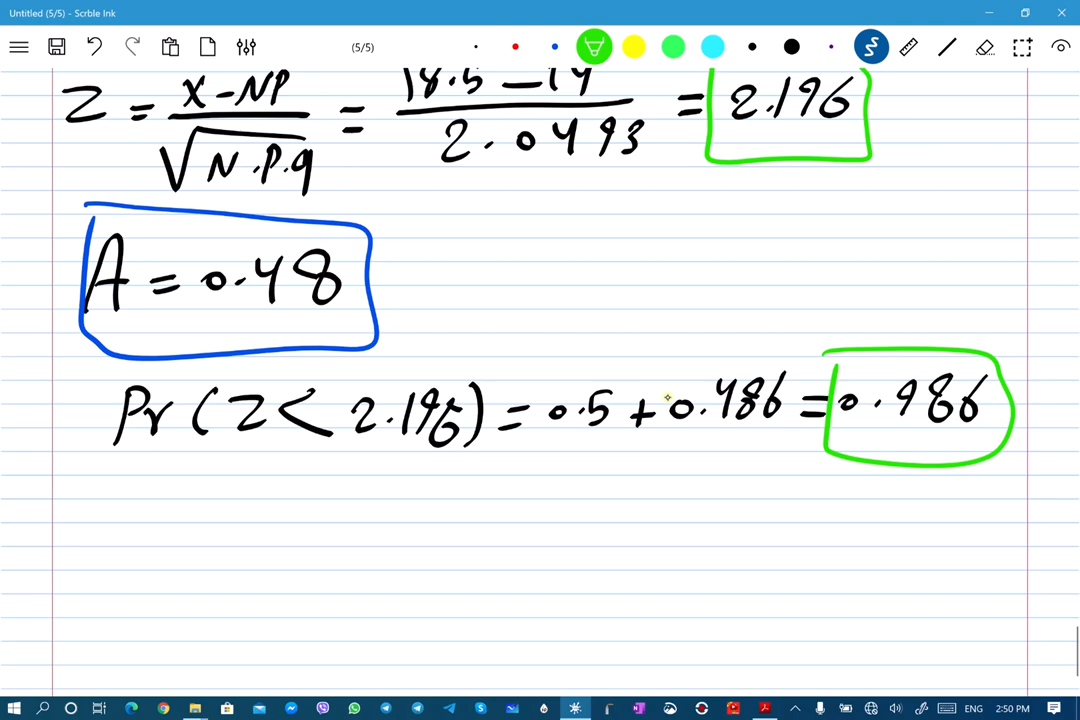 Untitled (5/5) - Scrble Ink
(5/5)
Z = X - NP / √N.P.q = 18.5 - 14 / 2.0493 = 2.196
A = 0.48
Pr (Z < 2.196) = 0.5 + 0.486 = 0.986
ENG 2:50 PM